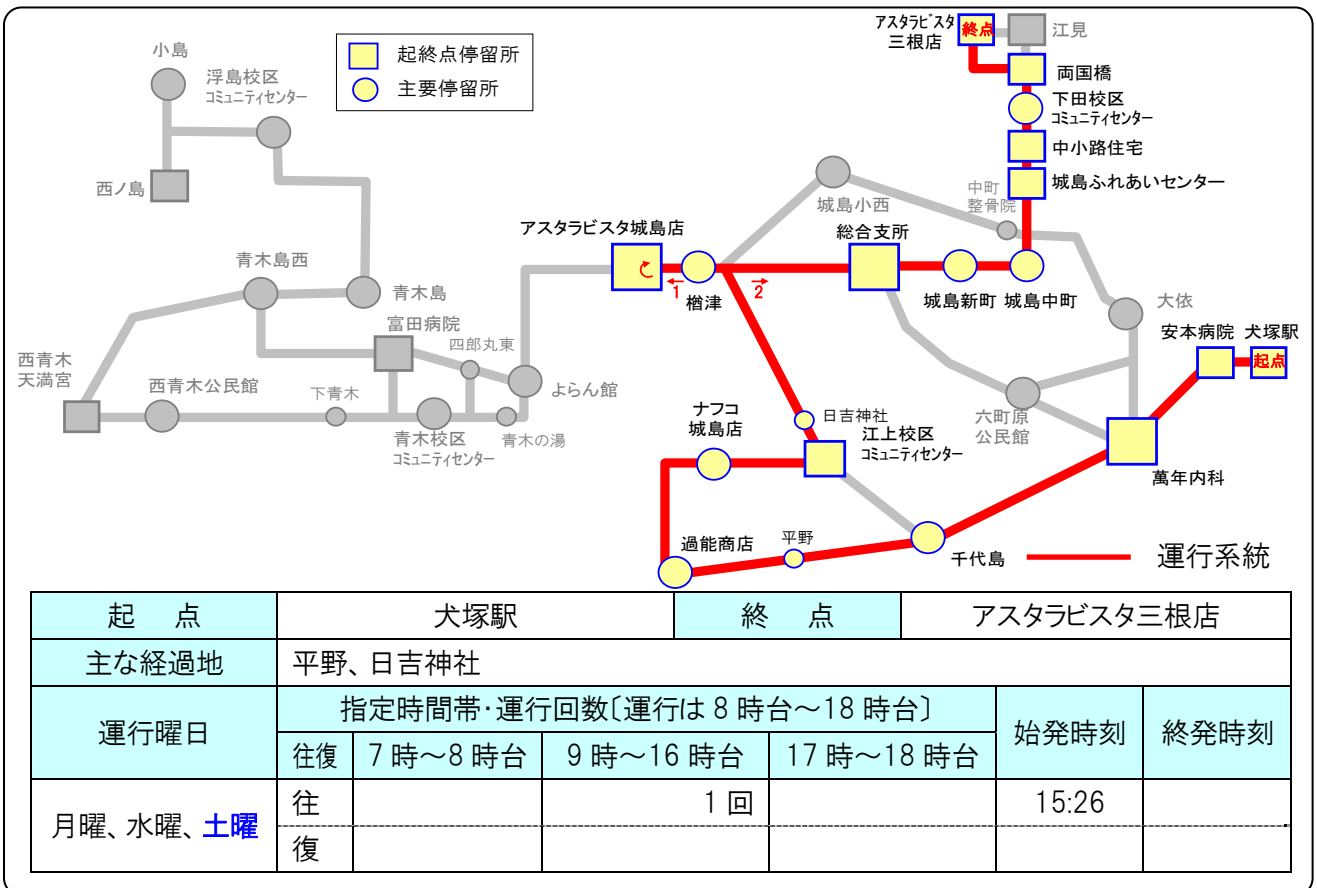 アスタラビスタ
三根店
終点
江見
小島
起終点停留所
主要停留所
浮島校区
コミュニティセンター
両国橋
下田校区
コミュニティセンター
中小路住宅
城島ふれあいセンター
西ノ島
中町
整骨院
城島小西
アスタラビスタ城島店
総合支所
青木島西
1
2
楢津
城島新町
城島中町
青木島
大依
富田病院
四郎丸東
安本病院
犬塚駅
起点
西青木
天満宮
西青木公民館
下青木
よらん館
ナフコ
城島店
日吉神社
六町原
公民館
青木校区
コミュニティセンター
青木の湯
江上校区
コミュニティセンター
萬年内科
過能商店
平野
千代島
運行系統
起 点 犬塚駅 終 点 アスタラビスタ三根店
主な経過地 平野、日吉神社
運行曜日 指定時間帯・運行回数〔運行は8時台～18時台〕 始発時刻 終発時刻
往復 7時～8時台 9時～16時台 17時～18時台
月曜、水曜、土曜 往 1回 15:26
復